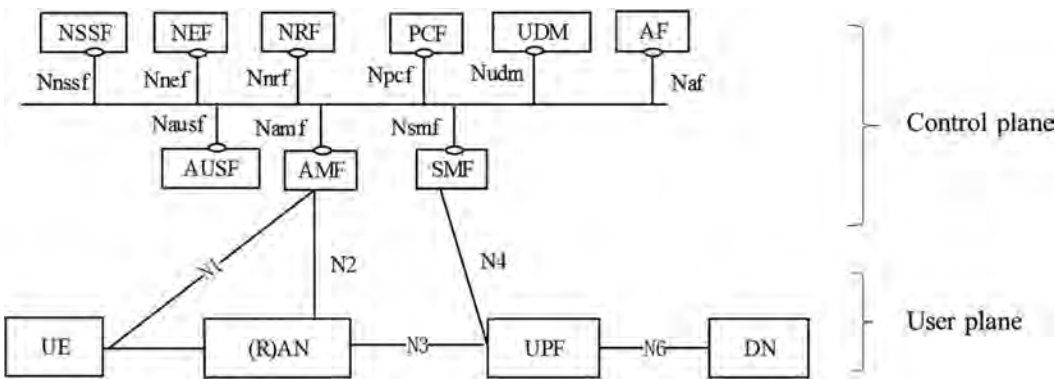 NSSF NEF NRF PCF UDM AF
Nnssf Nnef Nnrf Npcf Nudm Naf
Nausf Namf Nsmf
Control plane
AUSF AMF SMF
N1 N2 N4
User plane
UE (R)AN N3 UPF N6 DN